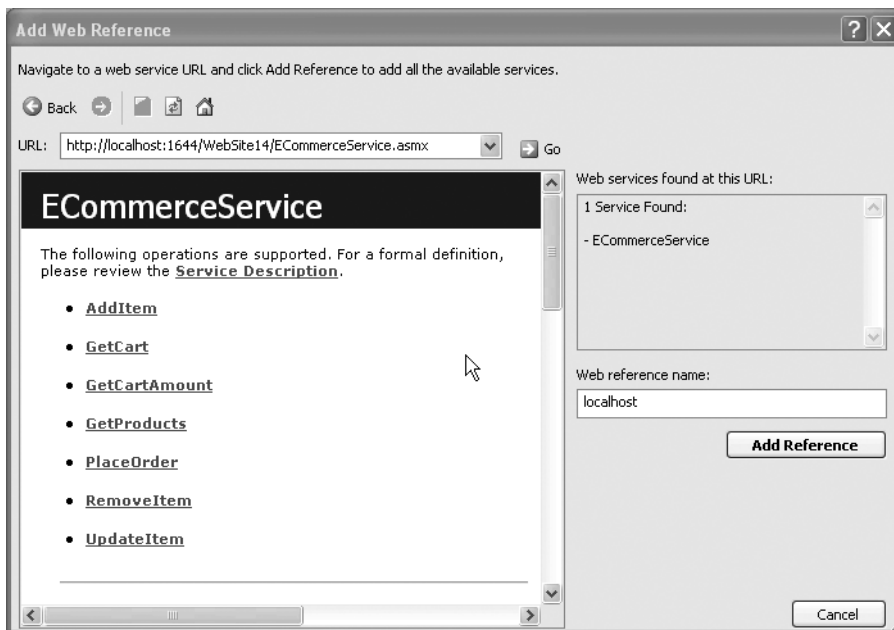 Add Web Reference
Navigate to a web service URL and click Add Reference to add all the available services.
Back
URL: http://localhost:1644/WebSite14/ECommerceService.asmx Go
ECommerceService
The following operations are supported. For a formal definition,
please review the Service Description.
• AddItem
• GetCart
• GetCartAmount
• GetProducts
• PlaceOrder
• RemoveItem
• UpdateItem
Web services found at this URL:
1 Service Found:
- ECommerceService
Web reference name:
localhost
Add Reference
Cancel